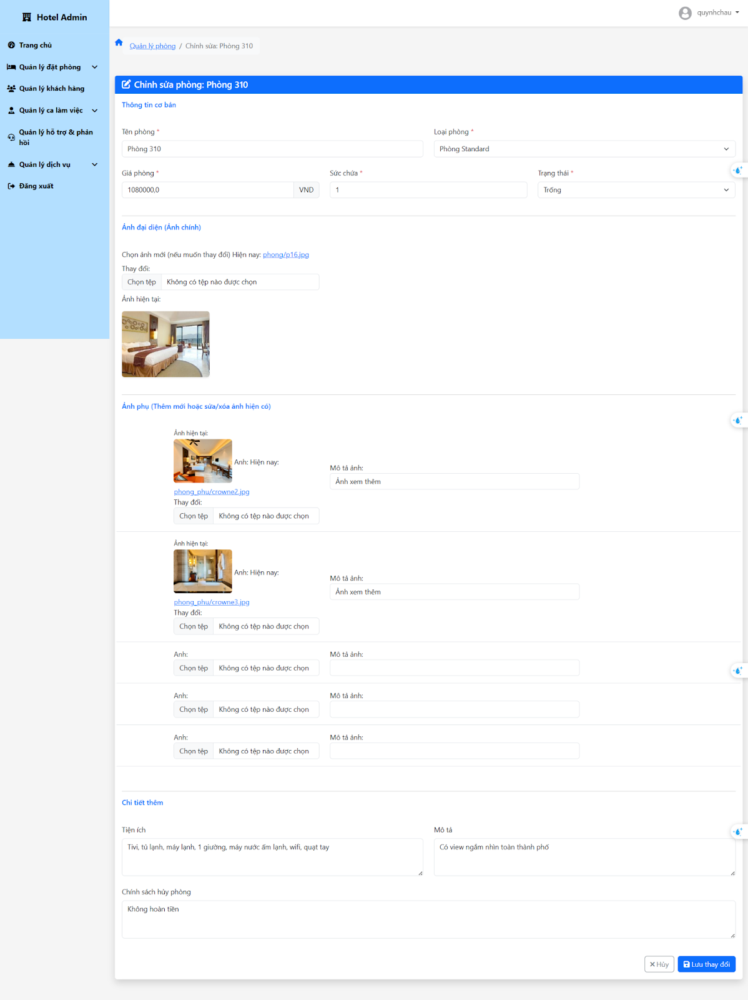 Hotel Admin
quynhchau
Trang chủ
Quản lý đặt phòng
Quản lý khách hàng
Quản lý ca làm việc
Quản lý hỗ trợ & phản
hồi
Quản lý dịch vụ
Đăng xuất
Quản lý phòng / Chỉnh sửa: Phòng 310
Chỉnh sửa phòng: Phòng 310
Thông tin cơ bản
Tên phòng *
Loại phòng *
Phòng 310
Phòng Standard
Giá phòng *
Sức chứa *
Trạng thái *
1080000,0 VND
1
Trống
Ảnh đại diện (Ảnh chính)
Chọn ảnh mới (nếu muốn thay đổi) Hiện nay: phong/p16.jpg
Thay đổi:
Chọn tệp Không có tệp nào được chọn
Ảnh hiện tại:
Ảnh phụ (Thêm mới hoặc sửa/xóa ảnh hiện có)
Ảnh hiện tại:
Anh: Hiện nay:
phong_phu/crowne2.jpg
Thay đổi:
Chọn tệp Không có tệp nào được chọn
Mô tả ảnh:
Ảnh xem thêm
Ảnh hiện tại:
Anh: Hiện nay:
phong_phu/crowne3.jpg
Thay đổi:
Chọn tệp Không có tệp nào được chọn
Mô tả ảnh:
Ảnh xem thêm
Anh:
Chọn tệp Không có tệp nào được chọn
Mô tả ảnh:
Anh:
Chọn tệp Không có tệp nào được chọn
Mô tả ảnh:
Anh:
Chọn tệp Không có tệp nào được chọn
Mô tả ảnh:
Chi tiết thêm
Tiện ích
Mô tả
Tivi, tủ lạnh, máy lạnh, 1 giường, máy nước ấm lạnh, wifi, quạt tay
Có view ngắm nhìn toàn thành phố
Chính sách hủy phòng
Không hoàn tiền
Hủy
Lưu thay đổi